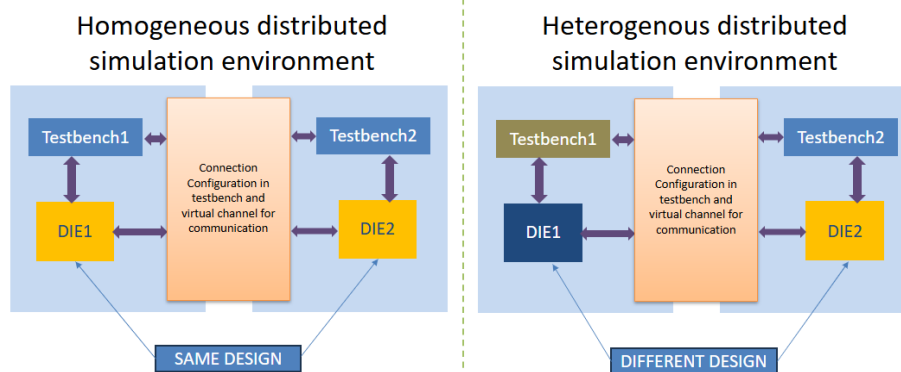 Homogeneous distributed
simulation environment
Testbench1
Testbench2
Connection
Configuration in
testbench and
virtual channel for
communication
DIE1
DIE2
SAME DESIGN
Heterogenous distributed
simulation environment
Testbench1
Testbench2
Connection
Configuration in
testbench and
virtual channel for
communication
DIE1
DIE2
DIFFERENT DESIGN